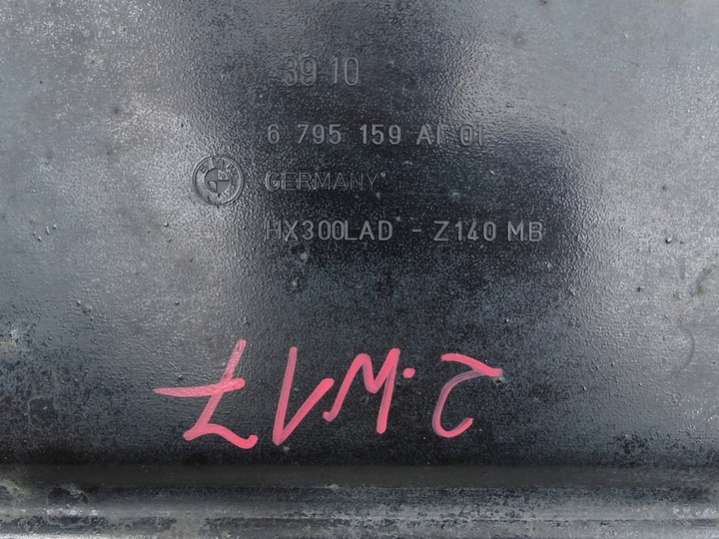 39 10
6 795 159 AI 01
GERMANY
HX300LAD - Z140 MB